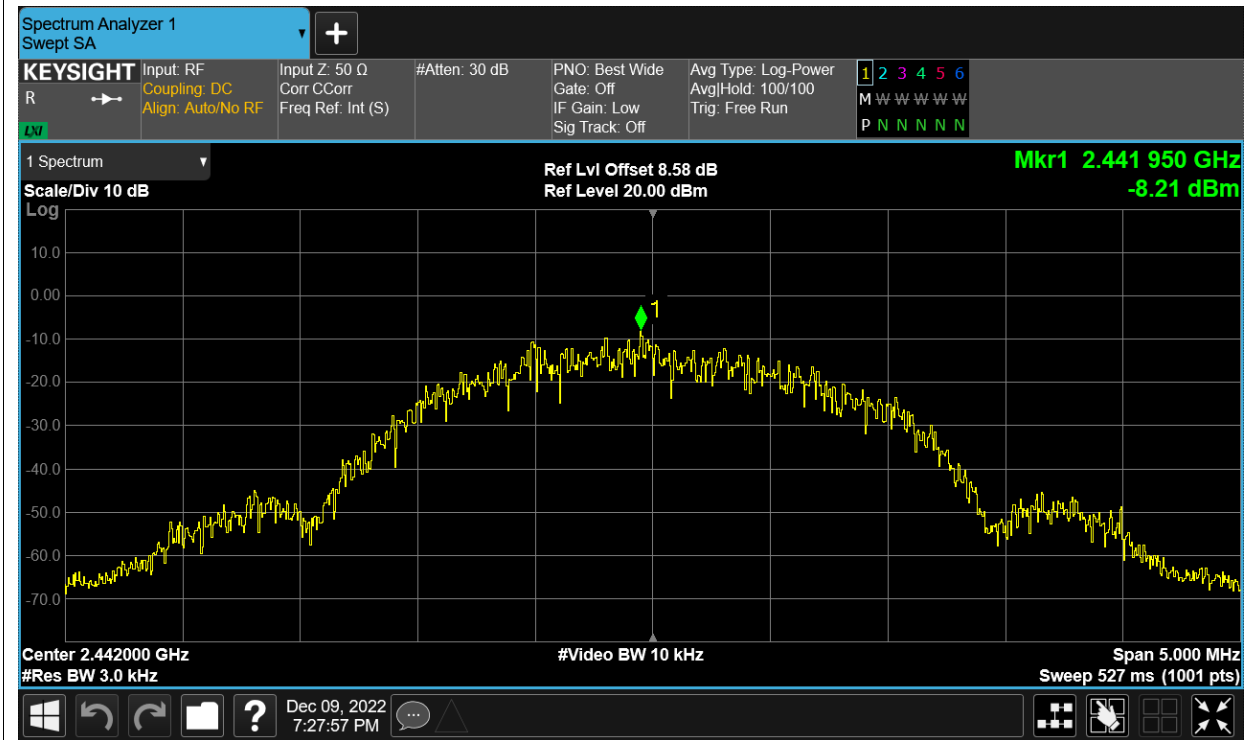 Spectrum Analyzer 1
Swept SA
+
KEYSIGHT
R
LXI
Input: RF
Coupling: DC
Align: Auto/No RF
Input Z: 50 Ω
Corr CCorr
Freq Ref: Int (S)
#Atten: 30 dB
PNO: Best Wide
Gate: Off
IF Gain: Low
Sig Track: Off
Avg Type: Log-Power
Avg|Hold: 100/100
Trig: Free Run
1 2 3 4 5 6
M W W W W W
P N N N N N
1 Spectrum
Scale/Div 10 dB
Log
Ref Lvl Offset 8.58 dB
Ref Level 20.00 dBm
Mkr1 2.441 950 GHz
-8.21 dBm
10.0
0.00
1
-10.0
-20.0
-30.0
-40.0
-50.0
-60.0
-70.0
Center 2.442000 GHz
#Video BW 10 kHz
Span 5.000 MHz
#Res BW 3.0 kHz
Sweep 527 ms (1001 pts)
?
Dec 09, 2022
7:27:57 PM